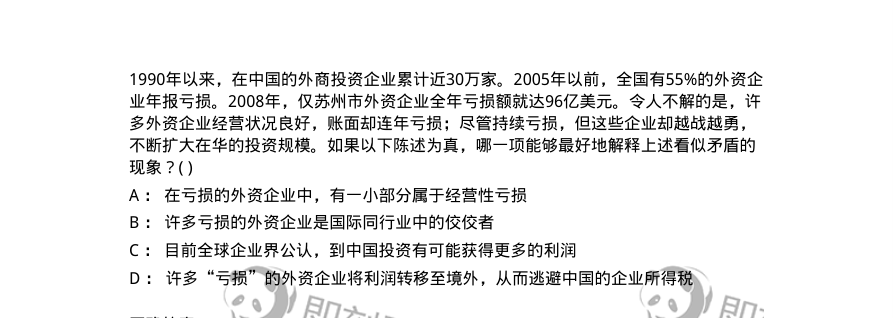 1990年以来，在中国的外商投资企业累计近30万家。2005年以前，全国有55%的外资企
业年报亏损。2008年，仅苏州市外资企业全年亏损额就达96亿美元。令人不解的是，许
多外资企业经营状况良好，账面却连年亏损；尽管持续亏损，但这些企业却越战越勇，
不断扩大在华的投资规模。如果以下陈述为真，哪一项能够最好地解释上述看似矛盾的
现象？( )
A： 在亏损的外资企业中，有一小部分属于经营性亏损
B： 许多亏损的外资企业是国际同行业中的佼佼者
C： 目前全球企业界公认，到中国投资有可能获得更多的利润
D： 许多“亏损”的外资企业将利润转移至境外，从而逃避中国的企业所得税